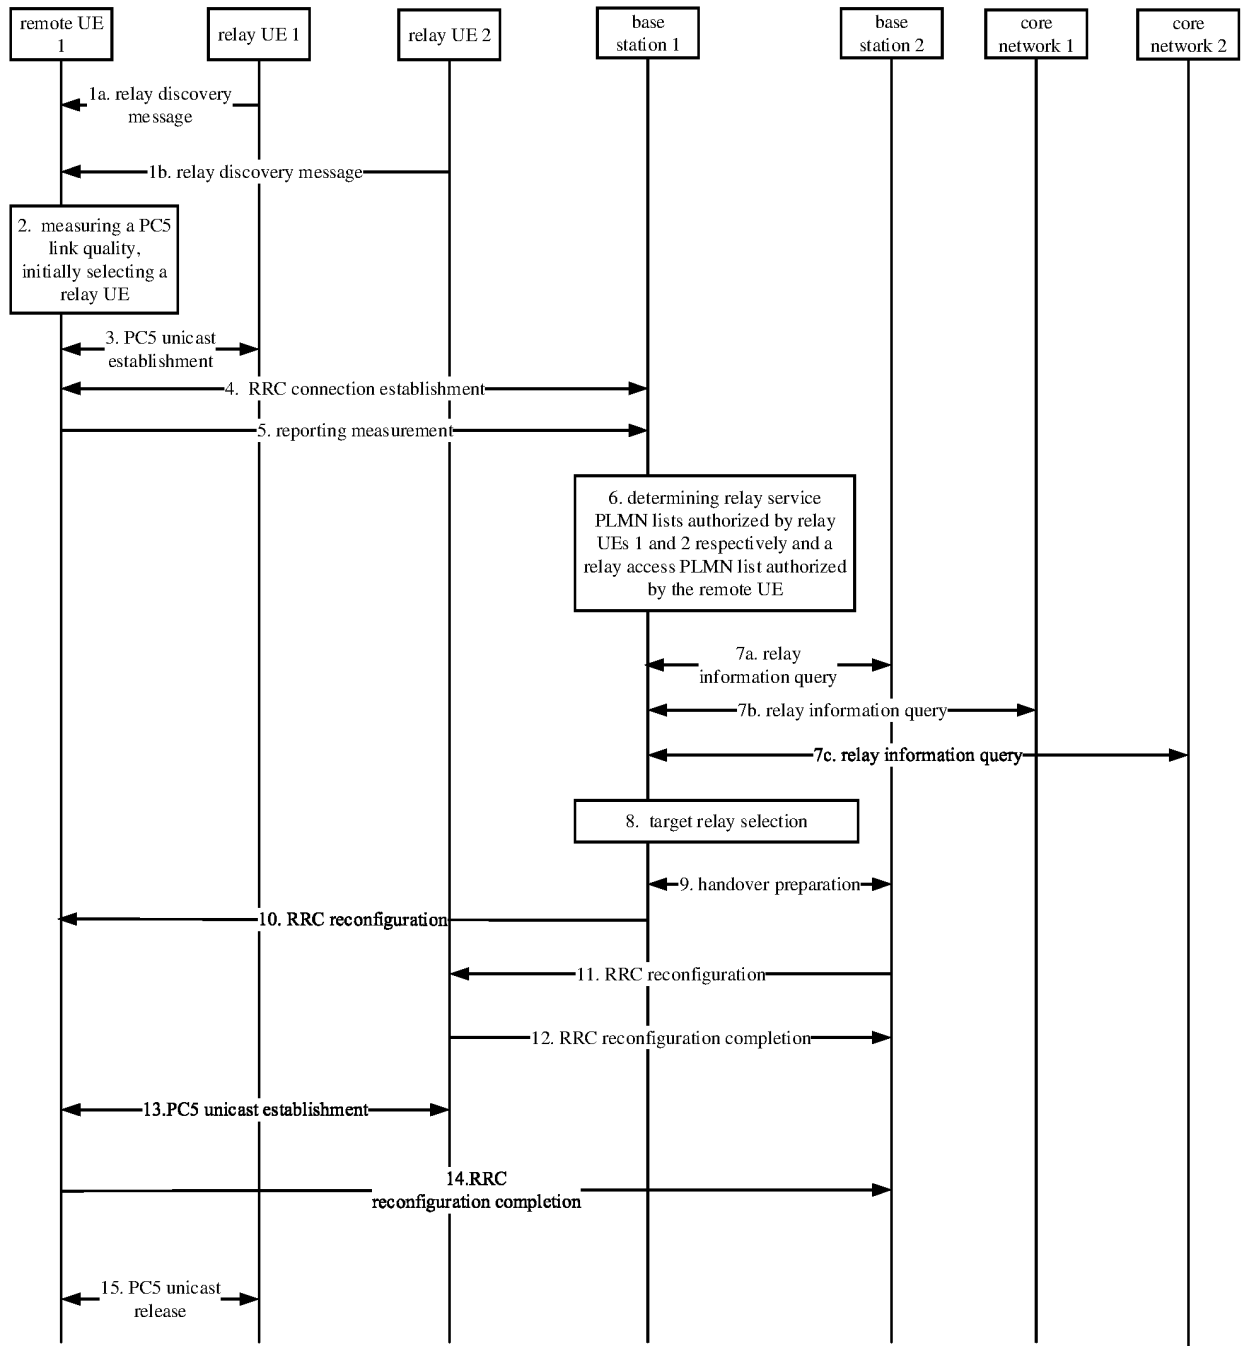 remote UE
1
relay UE 1
relay UE 2
base
station 1
base
station 2
core
network 1
core
network 2
1a. relay discovery
message
1b. relay discovery message
2. measuring a PC5
link quality,
initially selecting a
relay UE
3. PC5 unicast
establishment
4. RRC connection establishment
5. reporting measurement
6. determining relay service
PLMN lists authorized by relay
UEs 1 and 2 respectively and a
relay access PLMN list authorized
by the remote UE
7a. relay
information query
7b. relay information query
7c. relay information query
8. target relay selection
9. handover preparation
10. RRC reconfiguration
11. RRC reconfiguration
12. RRC reconfiguration completion
13.PC5 unicast establishment
14.RRC
reconfiguration completion
15. PC5 unicast
release